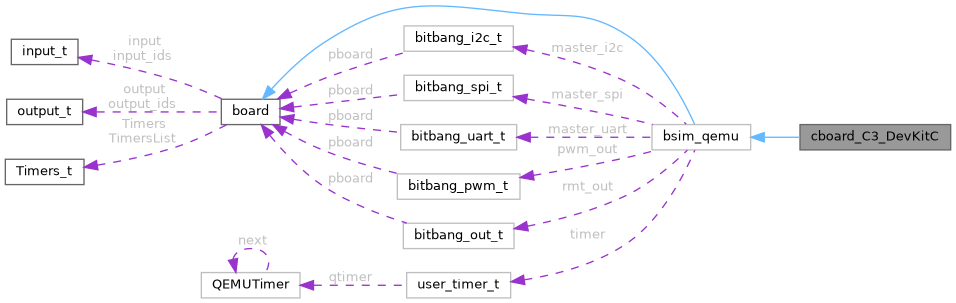 input_t
output_t
Timers_t
input
input_ids
output
output_ids
Timers
TimersList
board
pboard
pboard
pboard
pboard
pboard
bitbang_i2c_t
bitbang_spi_t
bitbang_uart_t
bitbang_pwm_t
bitbang_out_t
master_i2c
master_spi
master_uart
pwm_out
rmt_out
timer
bsim_qemu
cboard_C3_DevKitC
next
QEMUTimer
qtimer
user_timer_t